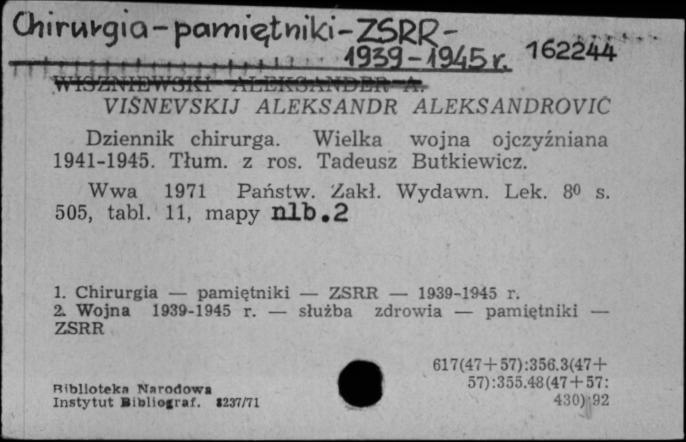 Chirurgia-pamiętniki-ZSRR-
1939-1945 r. 162244
WISZNIEWSKI ALEKSANDER A.
VIŠNEVSKIJ ALEKSANDR ALEKSANDROVIČ
Dziennik chirurga. Wielka wojna ojczyźniana
1941-1945. Tłum. z ros. Tadeusz Butkiewicz.
Wwa 1971 Państw. Zakł. Wydawn. Lek. 8⁰ s.
505, tabl. 11, mapy nlb.2
1. Chirurgia — pamiętniki — ZSRR — 1939-1945 r.
2. Wojna 1939-1945 r. — służba zdrowia — pamiętniki —
ZSRR
617(47+57):356.3(47+
Biblioteka Narodowa 57):355.48(47+57:
Instytut Bibliograf. 8237/71 430) 92